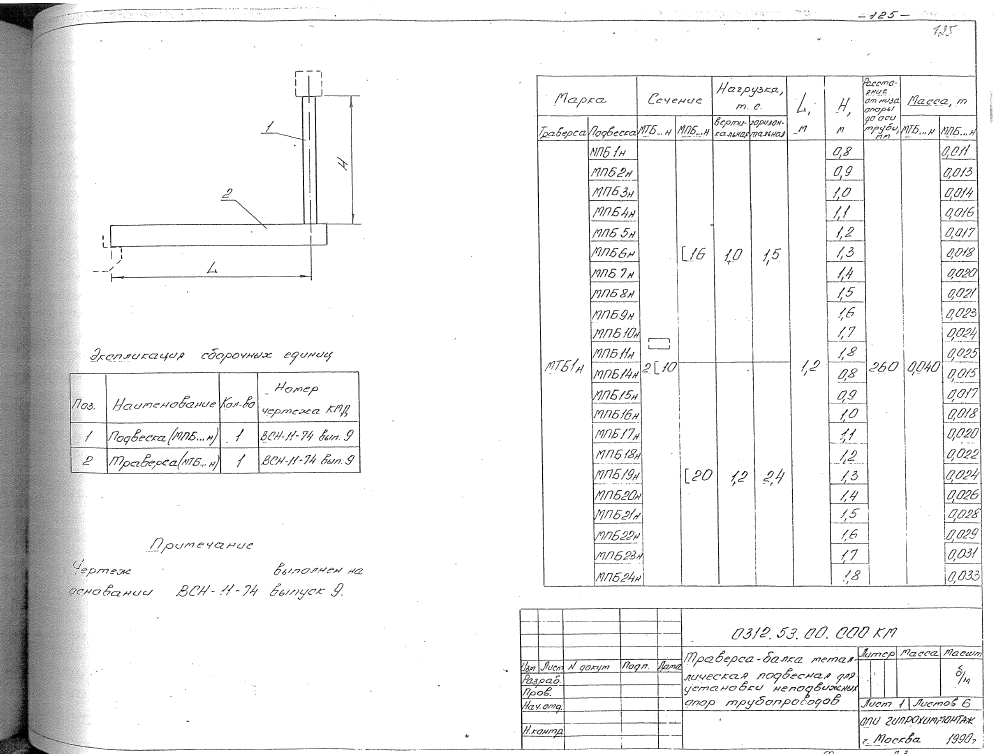 - 125 -
125
1
2
H
L
Экспликация сборочных единиц
Поз. Наименование Кол-во Номер чертежа КМД
1 Подвеска (МПБ...н) 1 ВСН-11-74 вып. 9
2 Траверса (МТБ...н) 1 ВСН-11-74 вып. 9
Примечание
Чертеж выполнен на
основании ВСН-11-74 выпуск 9.
Марка Сечение Нагрузка, т.с. L, м H, м Расстояние от низа опоры до оси трубы, мм Масса, т
Траверса Подвеска МТБ...н МПБ...н вертикальная горизонтальная МТБ...н МПБ...н
МПБ1н 0,8 0,011
МПБ2н 0,9 0,013
МПБ3н 1,0 0,014
МПБ4н 1,1 0,016
МПБ5н 1,2 0,017
МПБ6н [16 1,0 1,5 1,3 0,018
МПБ7н 1,4 0,020
МПБ8н 1,5 0,021
МПБ9н 1,6 0,023
МПБ10н 1,7 0,024
МПБ11н 1,8 0,025
МТБ1н МПБ14н 2[10 1,2 0,8 260 0,040 0,015
МПБ15н 0,9 0,017
МПБ16н 1,0 0,018
МПБ17н 1,1 0,020
МПБ18н 1,2 0,022
МПБ19н [20 1,2 2,4 1,3 0,024
МПБ20н 1,4 0,026
МПБ21н 1,5 0,028
МПБ22н 1,6 0,029
МПБ23н 1,7 0,031
МПБ24н 1,8 0,033
0312.53.00.000 КМ
Изм Лист N докум Подп. Дата
Разраб.
Пров.
Нач.отд.
Н.контр
Траверса-балка метал-
лическая подвесная для
установки неподвижных
опор трубопроводов
Литер Масса Масшт
б/м
Лист 1 Листов 6
ОПИ ГИПРОХИММОНТАЖ
г. Москва 1990г